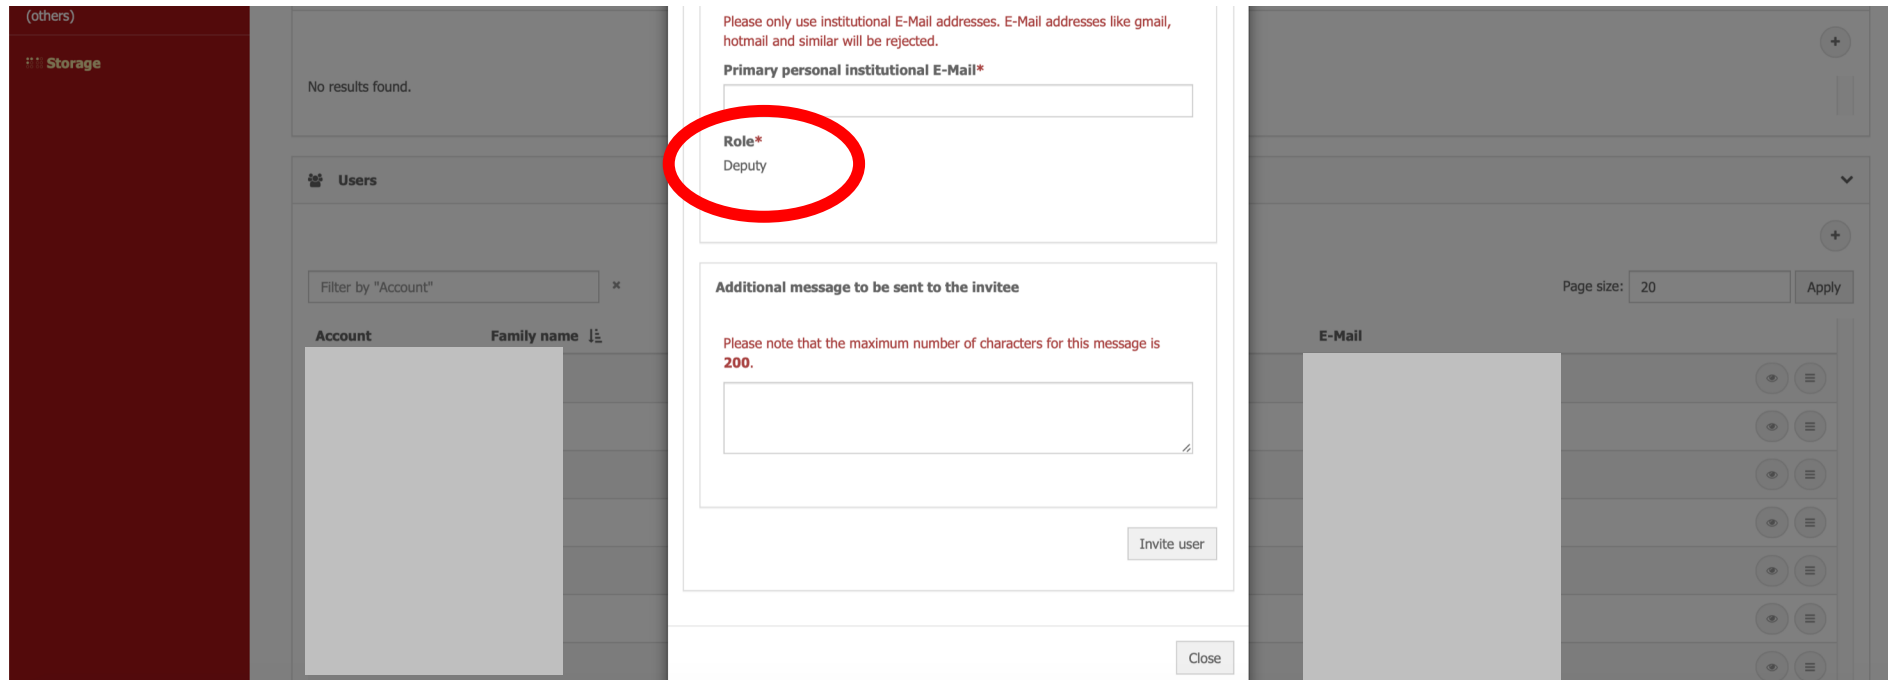 (others)
Storage
No results found.
Users
Filter by "Account"
Page size: 20 Apply
Account Family name E-Mail
Please only use institutional E-Mail addresses. E-Mail addresses like gmail,
hotmail and similar will be rejected.
Primary personal institutional E-Mail*
Role*
Deputy
Additional message to be sent to the invitee
Please note that the maximum number of characters for this message is
200.
Invite user
Close